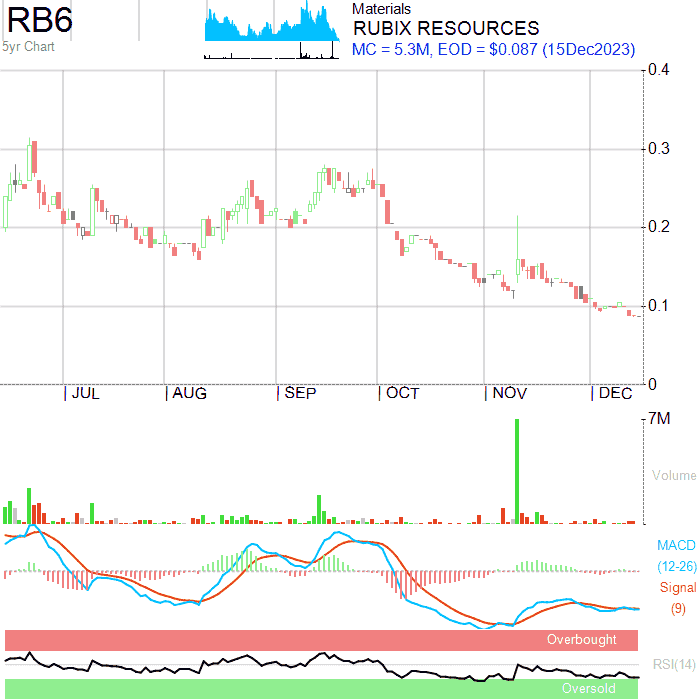 RB6
5yr Chart
Materials
RUBIX RESOURCES
MC = 5.3M, EOD = $0.087 (15Dec2023)
0.4
0.3
0.2
0.1
0
JUL AUG SEP OCT NOV DEC
7M
Volume
MACD
(12-26)
Signal
(9)
Overbought
RSI(14)
Oversold